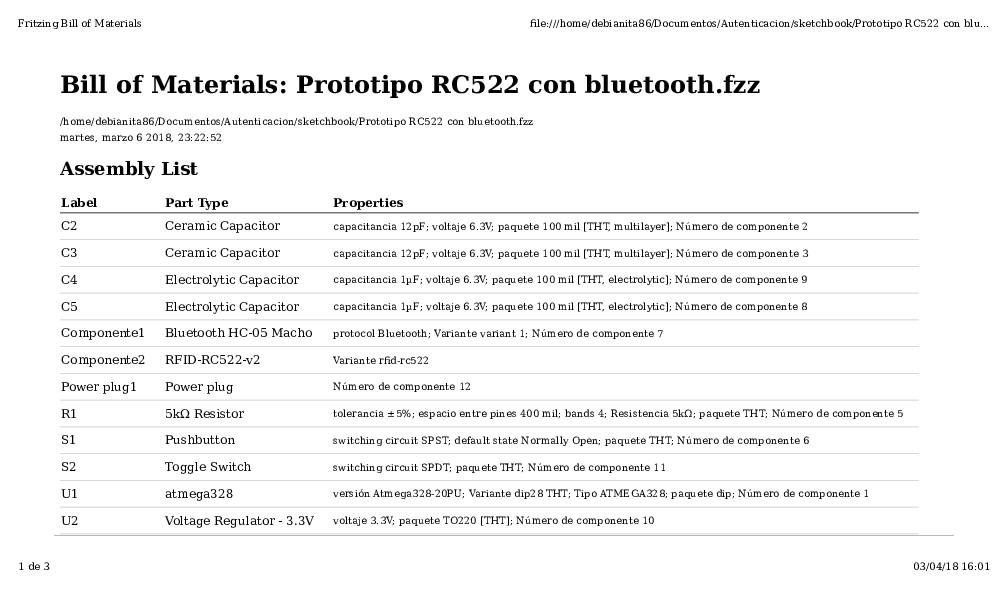 Fritzing Bill of Materials file:///home/debianita86/Documentos/Autenticacion/sketchbook/Prototipo RC522 con blu...
Bill of Materials: Prototipo RC522 con bluetooth.fzz
/home/debianita86/Documentos/Autenticacion/sketchbook/Prototipo RC522 con bluetooth.fzz
martes, marzo 6 2018, 23:22:52
Assembly List
Label Part Type Properties
C2 Ceramic Capacitor capacitancia 12pF; voltaje 6.3V; paquete 100 mil [THT, multilayer]; Número de componente 2
C3 Ceramic Capacitor capacitancia 12pF; voltaje 6.3V; paquete 100 mil [THT, multilayer]; Número de componente 3
C4 Electrolytic Capacitor capacitancia 1µF; voltaje 6.3V; paquete 100 mil [THT, electrolytic]; Número de componente 9
C5 Electrolytic Capacitor capacitancia 1µF; voltaje 6.3V; paquete 100 mil [THT, electrolytic]; Número de componente 8
Componente1 Bluetooth HC-05 Macho protocol Bluetooth; Variante variant 1; Número de componente 7
Componente2 RFID-RC522-v2 Variante rfid-rc522
Power plug1 Power plug Número de componente 12
R1 5kΩ Resistor tolerancia ±5%; espacio entre pines 400 mil; bands 4; Resistencia 5kΩ; paquete THT; Número de componente 5
S1 Pushbutton switching circuit SPST; default state Normally Open; paquete THT; Número de componente 6
S2 Toggle Switch switching circuit SPDT; paquete THT; Número de componente 11
U1 atmega328 versión Atmega328-20PU; Variante dip28 THT; Tipo ATMEGA328; paquete dip; Número de componente 1
U2 Voltage Regulator - 3.3V voltaje 3.3V; paquete TO220 [THT]; Número de componente 10
1 de 3 03/04/18 16:01